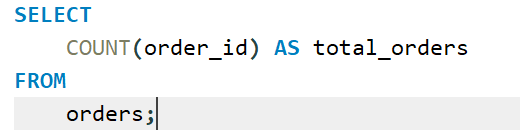 SELECT
    COUNT(order_id) AS total_orders
FROM
    orders;